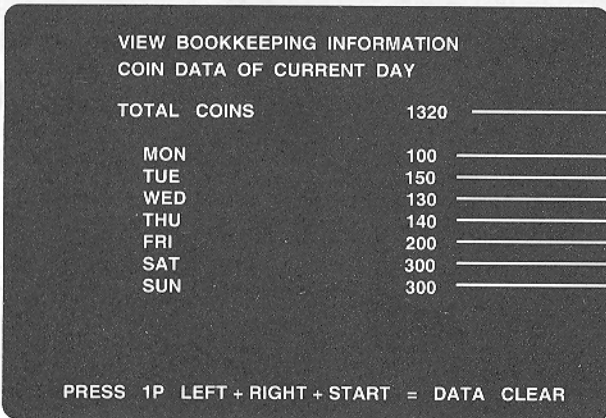 VIEW BOOKKEEPING INFORMATION
COIN DATA OF CURRENT DAY
TOTAL COINS 1320
MON 100
TUE 150
WED 130
THU 140
FRI 200
SAT 300
SUN 300
PRESS 1P LEFT + RIGHT + START = DATA CLEAR